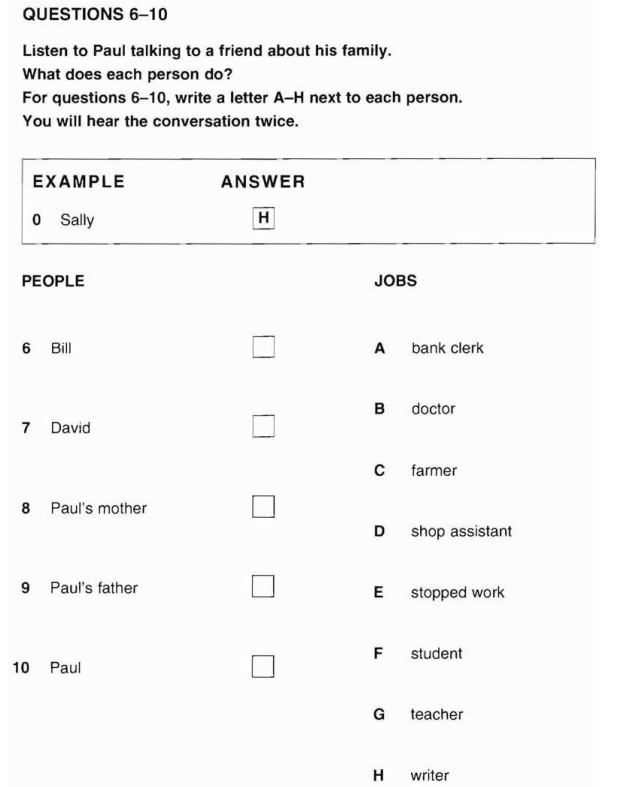 QUESTIONS 6–10
Listen to Paul talking to a friend about his family.
What does each person do?
For questions 6–10, write a letter A–H next to each person.
You will hear the conversation twice.
EXAMPLE ANSWER
0 Sally H
PEOPLE JOBS
6 Bill A bank clerk
B doctor
7 David
C farmer
8 Paul's mother
D shop assistant
9 Paul's father E stopped work
F student
10 Paul
G teacher
H writer